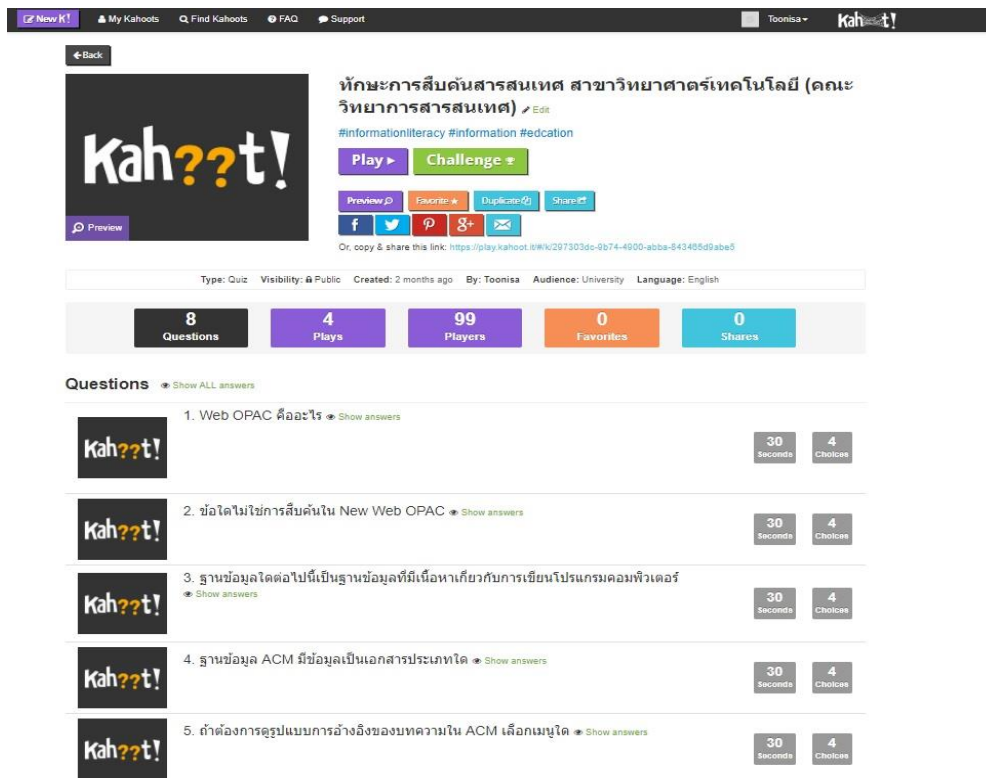 New K! My Kahoots Find Kahoots FAQ Support Toonisa Kahoot!
Back
Kah??t!
Preview
ทักษะการสืบค้นสารสนเทศ สาขาวิทยาศาตร์เทคโนโลยี (คณะ
วิทยาการสารสนเทศ) Edit
#informationliteracy #information #edcation
Play Challenge
Preview Favorite Duplicate Share
f 8+
Or, copy & share this link:
Type: Quiz Visibility: Public Created: 2 months ago By: Toonisa Audience: University Language: English
8 4 99 0 0
Questions Plays Players Favorites Shares
Questions Show ALL answers
Kah??t!
1. Web OPAC คืออะไร Show answers
30 4
Seconds Choices
Kah??t!
2. ข้อใดไม่ใช่การสืบค้นใน New Web OPAC Show answers
30 4
Seconds Choices
Kah??t!
3. ฐานข้อมูลใดต่อไปนี้เป็นฐานข้อมูลที่มีเนื้อหาเกี่ยวกับการเขียนโปรแกรมคอมพิวเตอร์
Show answers
30 4
Seconds Choices
Kah??t!
4. ฐานข้อมูล ACM มีข้อมูลเป็นเอกสารประเภทใด Show answers
30 4
Seconds Choices
Kah??t!
5. ถ้าต้องการดูรูปแบบการอ้างอิงของบทความใน ACM เลือกเมนูใด Show answers
30 4
Seconds Choices